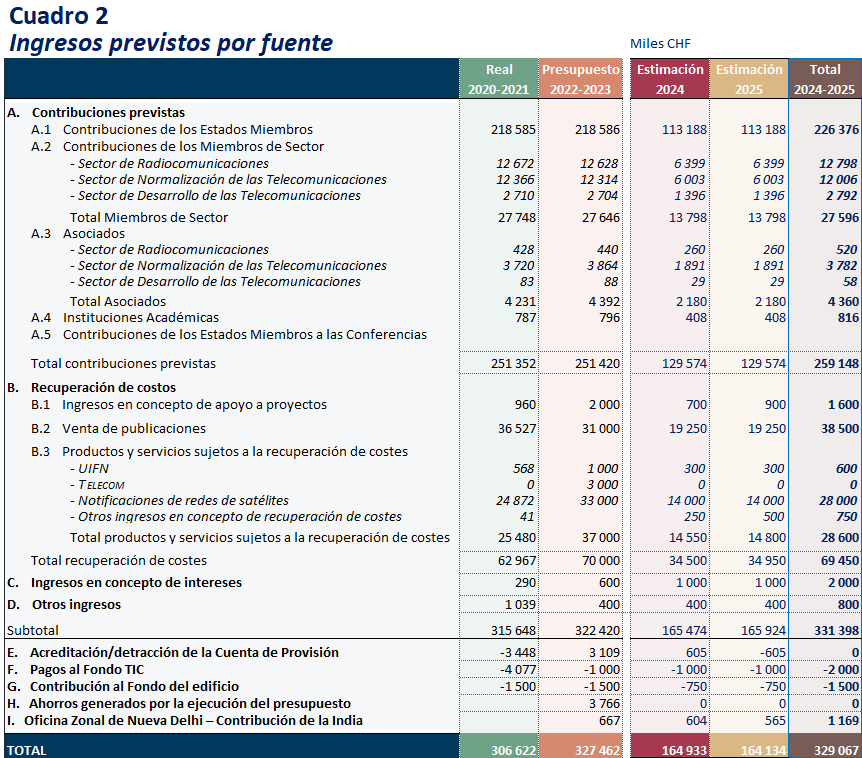 Cuadro 2
Ingresos previstos por fuente Miles CHF
Real Presupuesto Estimación Estimación Total
2020-2021 2022-2023 2024 2025 2024-2025
A. Contribuciones previstas
A.1 Contribuciones de los Estados Miembros 218 585 218 586 113 188 113 188 226 376
A.2 Contribuciones de los Miembros de Sector
- Sector de Radiocomunicaciones 12 672 12 628 6 399 6 399 12 798
- Sector de Normalización de las Telecomunicaciones 12 366 12 314 6 003 6 003 12 006
- Sector de Desarrollo de las Telecomunicaciones 2 710 2 704 1 396 1 396 2 792
Total Miembros de Sector 27 748 27 646 13 798 13 798 27 596
A.3 Asociados
- Sector de Radiocomunicaciones 428 440 260 260 520
- Sector de Normalización de las Telecomunicaciones 3 720 3 864 1 891 1 891 3 782
- Sector de Desarrollo de las Telecomunicaciones 83 88 29 29 58
Total Asociados 4 231 4 392 2 180 2 180 4 360
A.4 Instituciones Académicas 787 796 408 408 816
A.5 Contribuciones de los Estados Miembros a las Conferencias
Total contribuciones previstas 251 352 251 420 129 574 129 574 259 148
B. Recuperación de costos
B.1 Ingresos en concepto de apoyo a proyectos 960 2 000 700 900 1 600
B.2 Venta de publicaciones 36 527 31 000 19 250 19 250 38 500
B.3 Productos y servicios sujetos a la recuperación de costes
- UIFN 568 1 000 300 300 600
- TELECOM 0 3 000 0 0 0
- Notificaciones de redes de satélites 24 872 33 000 14 000 14 000 28 000
- Otros ingresos en concepto de recuperación de costes 41 250 500 750
Total productos y servicios sujetos a la recuperación de costes 25 480 37 000 14 550 14 800 28 600
Total recuperación de costes 62 967 70 000 34 500 34 950 69 450
C. Ingresos en concepto de intereses 290 600 1 000 1 000 2 000
D. Otros ingresos 1 039 400 400 400 800
Subtotal 315 648 322 420 165 474 165 924 331 398
E. Acreditación/detracción de la Cuenta de Provisión -3 448 3 109 605 -605 0
F. Pagos al Fondo TIC -4 077 -1 000 -1 000 -1 000 -2 000
G. Contribución al Fondo del edificio -1 500 -1 500 -750 -750 -1 500
H. Ahorros generados por la ejecución del presupuesto 3 766 0 0 0
I. Oficina Zonal de Nueva Delhi – Contribución de la India 667 604 565 1 169
TOTAL 306 622 327 462 164 933 164 134 329 067